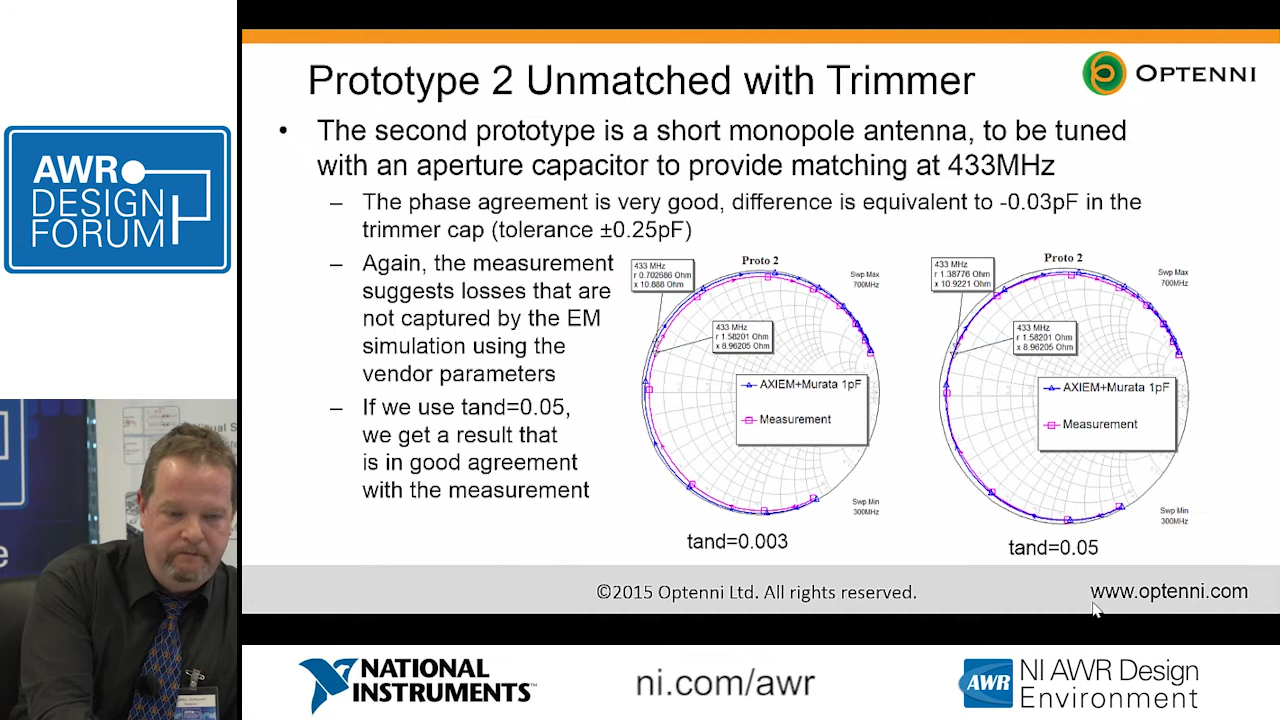 Prototype 2 Unmatched with Trimmer
OPTENNI
• The second prototype is a short monopole antenna, to be tuned
with an aperture capacitor to provide matching at 433MHz
– The phase agreement is very good, difference is equivalent to -0.03pF in the
trimmer cap (tolerance ±0.25pF)
– Again, the measurement
suggests losses that are
not captured by the EM
simulation using the
vendor parameters
– If we use tand=0.05,
we get a result that
is in good agreement
with the measurement
Proto 2
Swp Max
700MHz
433 MHz
r 0.702686 Ohm
x 10.888 Ohm
433 MHz
r 1.58201 Ohm
x 8.96205 Ohm
AXIEM+Murata 1pF
Measurement
Swp Min
300MHz
tand=0.003
Proto 2
Swp Max
700MHz
433 MHz
r 1.38776 Ohm
x 10.9221 Ohm
433 MHz
r 1.58201 Ohm
x 8.96205 Ohm
AXIEM+Murata 1pF
Measurement
Swp Min
300MHz
tand=0.05
©2015 Optenni Ltd. All rights reserved.
www.optenni.com
AWR
DESIGN
FORUM
NATIONAL
INSTRUMENTS™
ni.com/awr
AWR
NI AWR Design
Environment